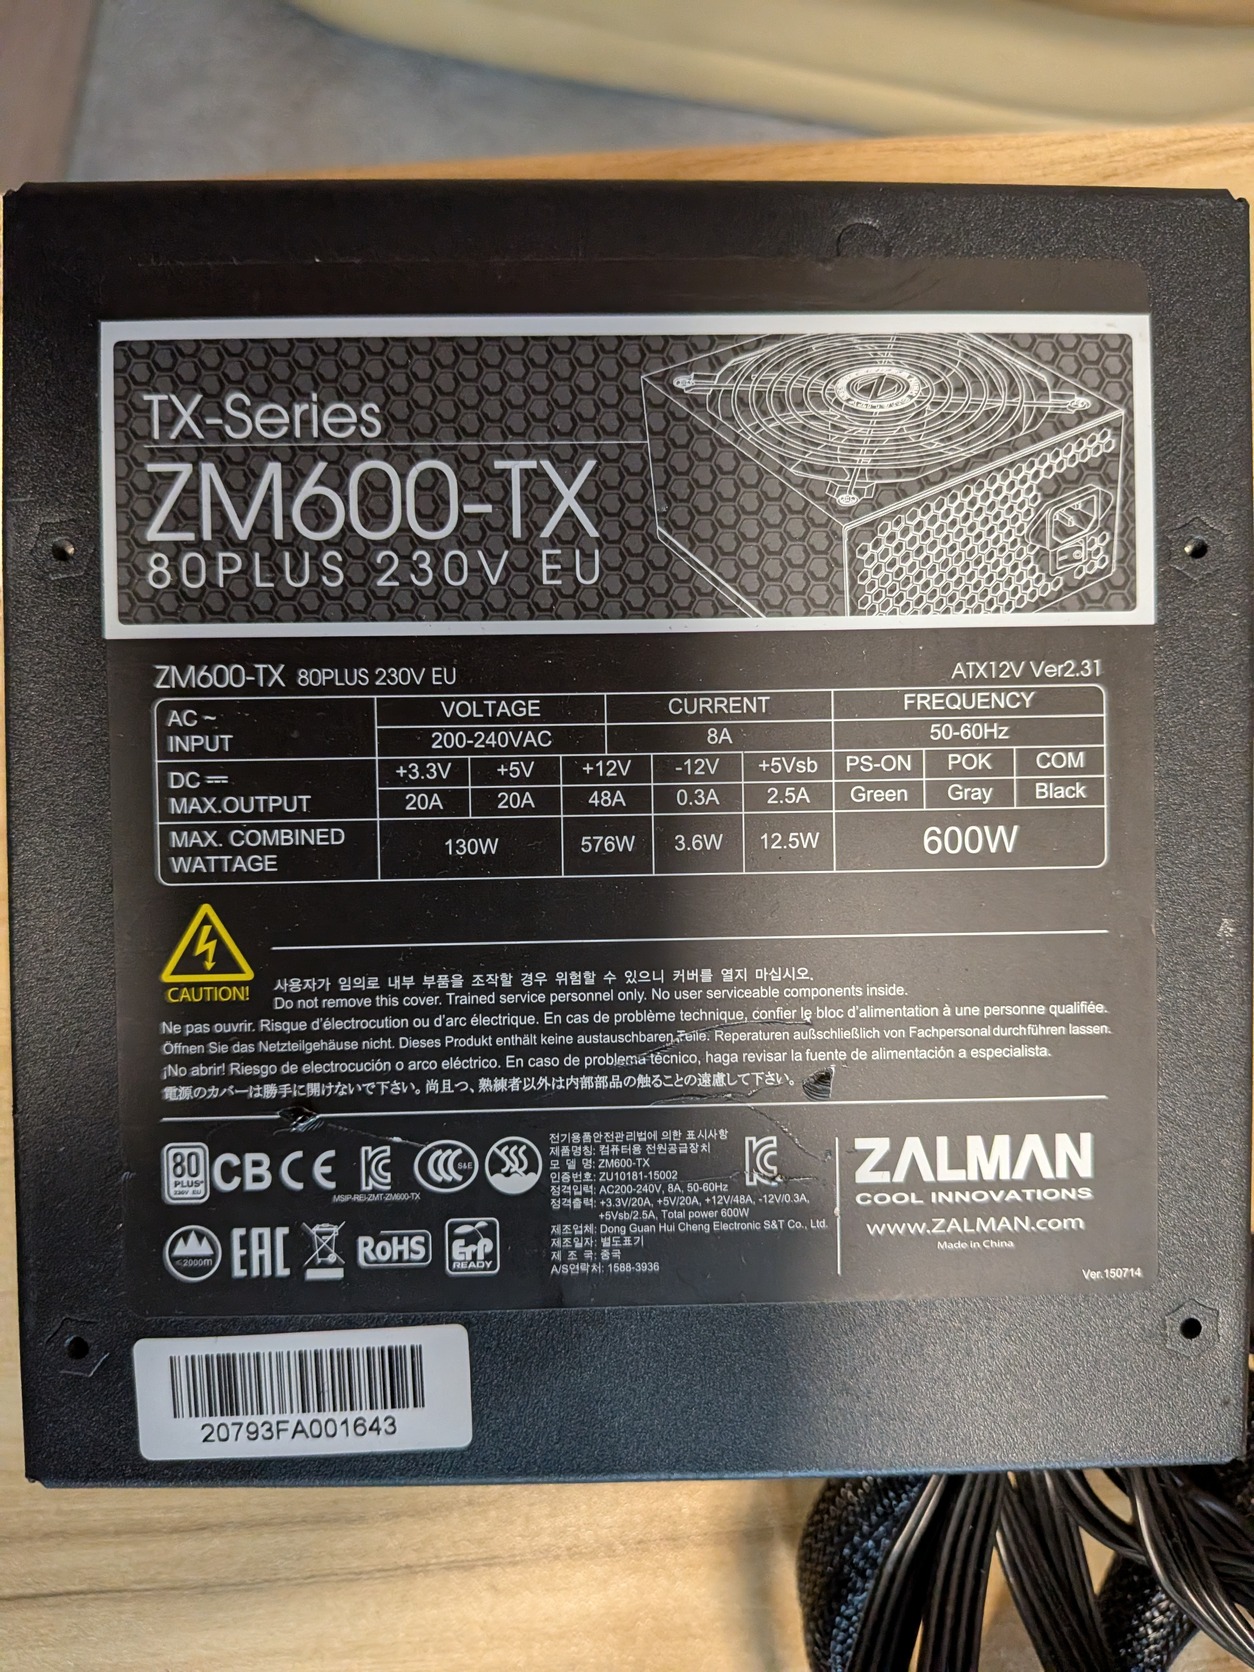 TX-Series
ZM600-TX
80PLUS 230V EU
ZM600-TX 80PLUS 230V EU
ATX12V Ver2.31
AC ~ INPUT
VOLTAGE CURRENT FREQUENCY
200-240VAC 8A 50-60Hz
DC MAX.OUTPUT
+3.3V +5V +12V -12V +5Vsb PS-ON POK COM
20A 20A 48A 0.3A 2.5A Green Gray Black
MAX. COMBINED WATTAGE
130W 576W 3.6W 12.5W 600W
CAUTION!
사용자가 임의로 내부 부품을 조작할 경우 위험할 수 있으니 커버를 열지 마십시오.
Do not remove this cover. Trained service personnel only. No user serviceable components inside.
Ne pas ouvrir. Risque d'électrocution ou d'arc électrique. En cas de problème technique, confier le bloc d'alimentation à une personne qualifiée.
Öffnen Sie das Netzteilgehäuse nicht. Dieses Produkt enthält keine austauschbaren Teile. Reperaturen außschließlich von Fachpersonal durchführen lassen.
¡No abrir! Riesgo de electrocución o arco eléctrico. En caso de problema técnico, haga revisar la fuente de alimentación a especialista.
電源のカバーは勝手に開けないで下さい。尚且つ、熟練者以外は内部部品の触ることの遠慮して下さい。
80 PLUS 230V EU
CB CE
MSIP-REI-ZMT-ZM600-TX
CCC S&E
≤2000m
EAC
RoHS
ErP READY
전기용품안전관리법에 의한 표시사항
제품명칭: 컴퓨터용 전원공급장치
모 델 명: ZM600-TX
인증번호: ZU10181-15002
정격입력: AC200-240V, 8A, 50-60Hz
정격출력: +3.3V/20A, +5V/20A, +12V/48A, -12V/0.3A,
+5Vsb/2.5A, Total power 600W
제조업체: Dong Guan Hui Cheng Electronic S&T Co., Ltd
제조일자: 별도표기
제 조 국: 중국
A/S연락처: 1588-3936
ZALMAN
COOL INNOVATIONS
www.ZALMAN.com
Made in China
Ver.150714
20793FA001643